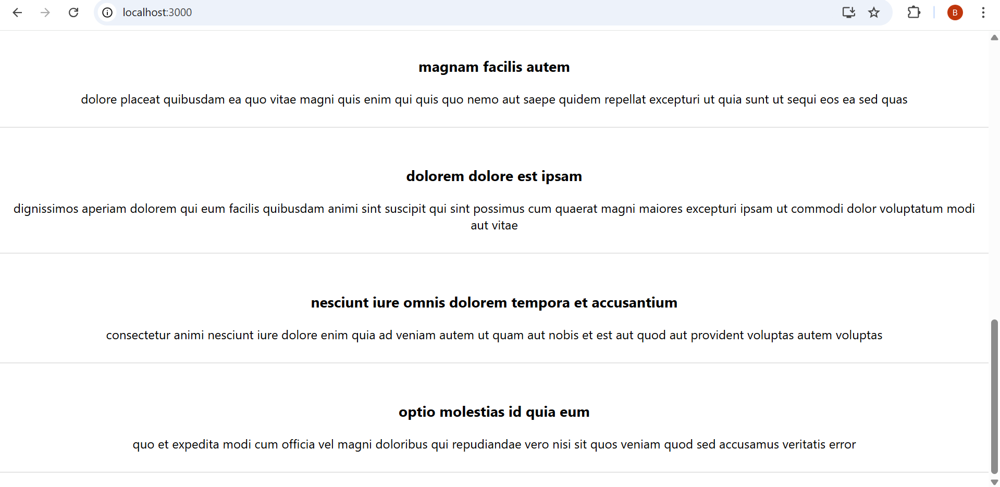 localhost:3000
B
magnam facilis autem
dolore placeat quibusdam ea quo vitae magni quis enim qui quis quo nemo aut saepe quidem repellat excepturi ut quia sunt ut sequi eos ea sed quas
dolorem dolore est ipsam
dignissimos aperiam dolorem qui eum facilis quibusdam animi sint suscipit qui sint possimus cum quaerat magni maiores excepturi ipsam ut commodi dolor voluptatum modi
aut vitae
nesciunt iure omnis dolorem tempora et accusantium
consectetur animi nesciunt iure dolore enim quia ad veniam autem ut quam aut nobis et est aut quod aut provident voluptas autem voluptas
optio molestias id quia eum
quo et expedita modi cum officia vel magni doloribus qui repudiandae vero nisi sit quos veniam quod sed accusamus veritatis error